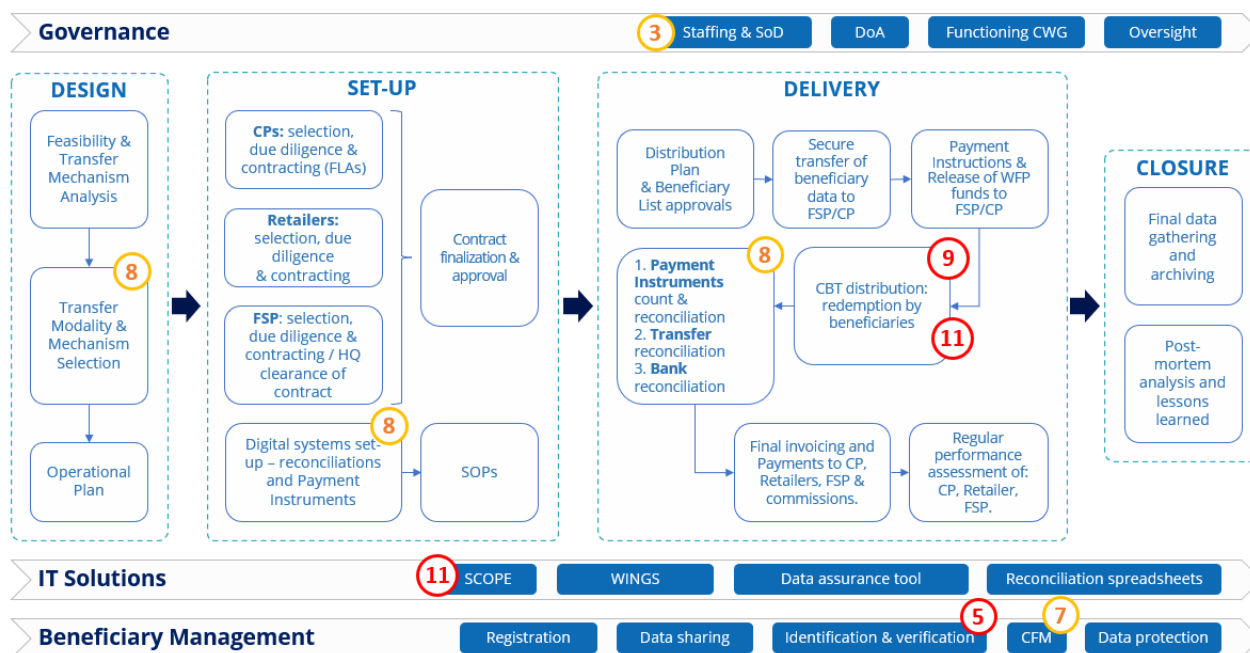 Governance
3
Staffing & SoD
DoA
Functioning CWG
Oversight
DESIGN
Feasibility &
Transfer
Mechanism
Analysis
8
Transfer
Modality &
Mechanism
Selection
Operational
Plan
SET-UP
CPs: selection,
due diligence &
contracting (FLAs)
Retailers:
selection, due
diligence
& contracting
FSP: selection,
due diligence &
contracting / HQ
clearance of
contract
Contract
finalization &
approval
8
Digital systems set-
up – reconciliations
and Payment
Instruments
SOPs
DELIVERY
Distribution
Plan
& Beneficiary
List approvals
Secure
transfer of
beneficiary
data to
FSP/CP
Payment
Instructions &
Release of WFP
funds to
FSP/CP
9
CBT distribution:
redemption by
beneficiaries
11
8
1. Payment
Instruments
count &
reconciliation
2. Transfer
reconciliation
3. Bank
reconciliation
Final invoicing and
Payments to CP,
Retailers, FSP &
commissions.
Regular
performance
assessment of:
CP, Retailer,
FSP.
CLOSURE
Final data
gathering
and
archiving
Post-
mortem
analysis and
lessons
learned
IT Solutions
11
SCOPE
WINGS
Data assurance tool
Reconciliation spreadsheets
Beneficiary Management
Registration
Data sharing
Identification & verification
5
CFM
7
Data protection